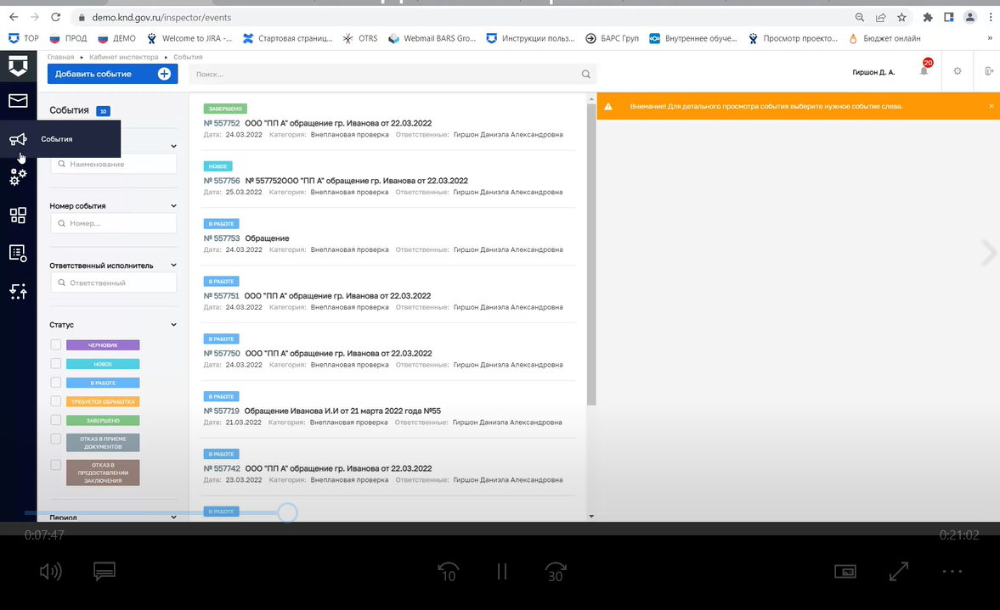 demo.knd.gov.ru/inspector/events
ТОР ПРОД ДЕМО Welcome to JIRA -... Стартовая страниц... OTRS Webmail BARS Gro... Инструкции польз... БАРС Груп Внутреннее обуче... Просмотр проекто... Бюджет онлайн »
Главная ▸ Кабинет инспектора ▸ События
Добавить событие
Поиск...
Гиршон Д. А.
20
События 10
События
Наименование
Номер события
Номер...
Ответственный исполнитель
Ответственный
Статус
ЧЕРНОВИК
НОВОЕ
В РАБОТЕ
ТРЕБУЕТСЯ ОБРАБОТКА
ЗАВЕРШЕНО
ОТКАЗ В ПРИЕМЕ
ДОКУМЕНТОВ
ОТКАЗ В
ПРЕДОСТАВЛЕНИИ
ЗАКЛЮЧЕНИЯ
Период
ЗАВЕРШЕНО
№ 557752 ООО "ПП А" обращение гр. Иванова от 22.03.2022
Дата: 24.03.2022 Категория: Внеплановая проверка Ответственные: Гиршон Даниэла Александровна
НОВОЕ
№ 557756 № 557752ООО "ПП А" обращение гр. Иванова от 22.03.2022
Дата: 25.03.2022 Категория: Внеплановая проверка Ответственные: Гиршон Даниэла Александровна
В РАБОТЕ
№ 557753 Обращение
Дата: 24.03.2022 Категория: Внеплановая проверка Ответственные: Гиршон Даниэла Александровна
В РАБОТЕ
№ 557751 ООО "ПП А" обращение гр. Иванова от 22.03.2022
Дата: 24.03.2022 Категория: Внеплановая проверка Ответственные: Гиршон Даниэла Александровна
В РАБОТЕ
№ 557750 ООО "ПП А" обращение гр. Иванова от 22.03.2022
Дата: 24.03.2022 Категория: Внеплановая проверка Ответственные: Гиршон Даниэла Александровна
В РАБОТЕ
№ 557719 Обращение Иванова И.И от 21 марта 2022 года №55
Дата: 21.03.2022 Категория: Внеплановая проверка Ответственные: Гиршон Даниэла Александровна
В РАБОТЕ
№ 557742 ООО "ПП А" обращение гр. Иванова от 22.03.2022
Дата: 23.03.2022 Категория: Внеплановая проверка Ответственные: Гиршон Даниэла Александровна
В РАБОТЕ
Внимание! Для детального просмотра события выберите нужное событие слева.
0:07:47
0:21:02
10
30